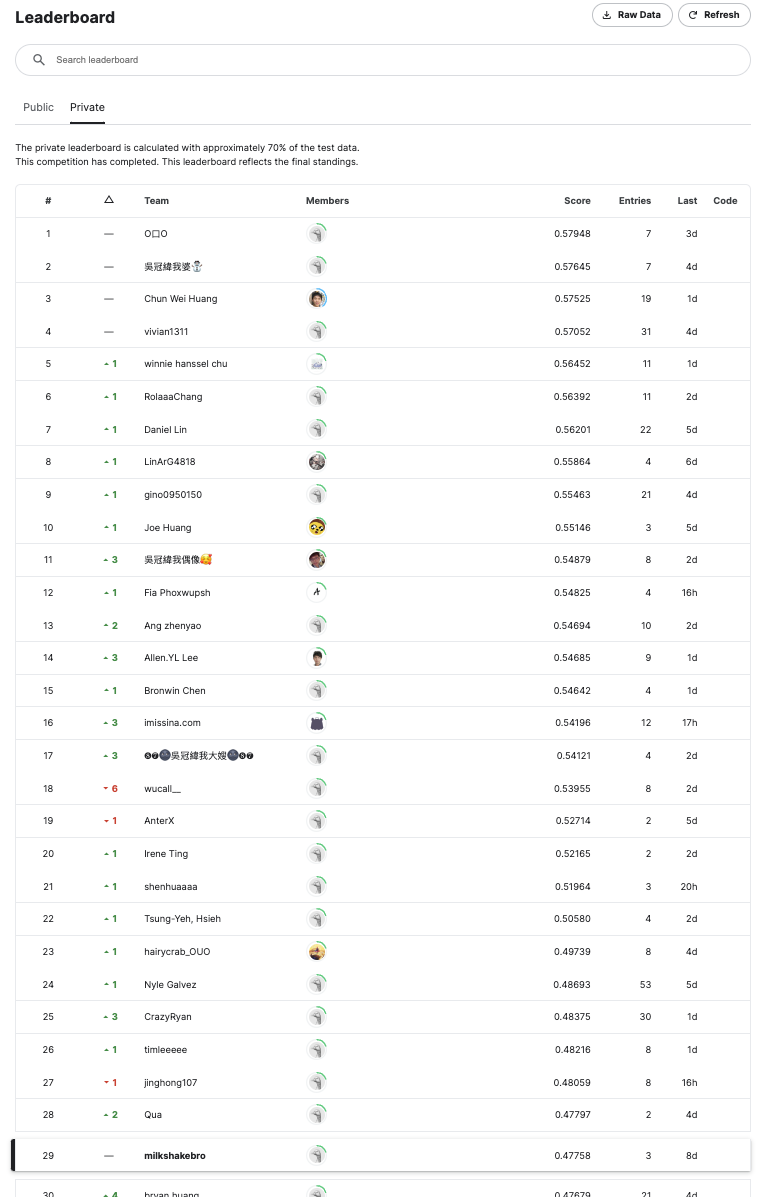 Leaderboard
Raw Data
Refresh
Search leaderboard
Public Private
The private leaderboard is calculated with approximately 70% of the test data.
This competition has completed. This leaderboard reflects the final standings.
# △ Team Members Score Entries Last Code
1 — O口O 0.57948 7 3d
2 — 吳冠緯我婆☃ 0.57645 7 4d
3 — Chun Wei Huang 0.57525 19 1d
4 — vivian1311 0.57052 31 4d
5 ▲ 1 winnie hanssel chu 0.56452 11 1d
6 ▲ 1 RolaaaChang 0.56392 11 2d
7 ▲ 1 Daniel Lin 0.56201 22 5d
8 ▲ 1 LinArG4818 0.55864 4 6d
9 ▲ 1 gino0950150 0.55463 21 4d
10 ▲ 1 Joe Huang 0.55146 3 5d
11 ▲ 3 吳冠緯我偶像🥰 0.54879 8 2d
12 ▲ 1 Fia Phoxwupsh 0.54825 4 16h
13 ▲ 2 Ang zhenyao 0.54694 10 2d
14 ▲ 3 Allen.YL Lee 0.54685 9 1d
15 ▲ 1 Bronwin Chen 0.54642 4 1d
16 ▲ 3 imissina.com 0.54196 12 17h
17 ▲ 3 ❽❼🌚吳冠緯我大嫂🌚❽❼ 0.54121 4 2d
18 ▼ 6 wucall__ 0.53955 8 2d
19 ▼ 1 AnterX 0.52714 2 5d
20 ▲ 1 Irene Ting 0.52165 2 2d
21 ▲ 1 shenhuaaaa 0.51964 3 20h
22 ▲ 1 Tsung-Yeh, Hsieh 0.50580 4 2d
23 ▲ 1 hairycrab_OUO 0.49739 8 4d
24 ▲ 1 Nyle Galvez 0.48693 53 5d
25 ▲ 3 CrazyRyan 0.48375 30 1d
26 ▲ 1 timleeeee 0.48216 8 1d
27 ▼ 1 jinghong107 0.48059 8 16h
28 ▲ 2 Qua 0.47797 2 4d
29 — milkshakebro 0.47758 3 8d
30 ▲ 4 bryan huang 0.47679 21 4d